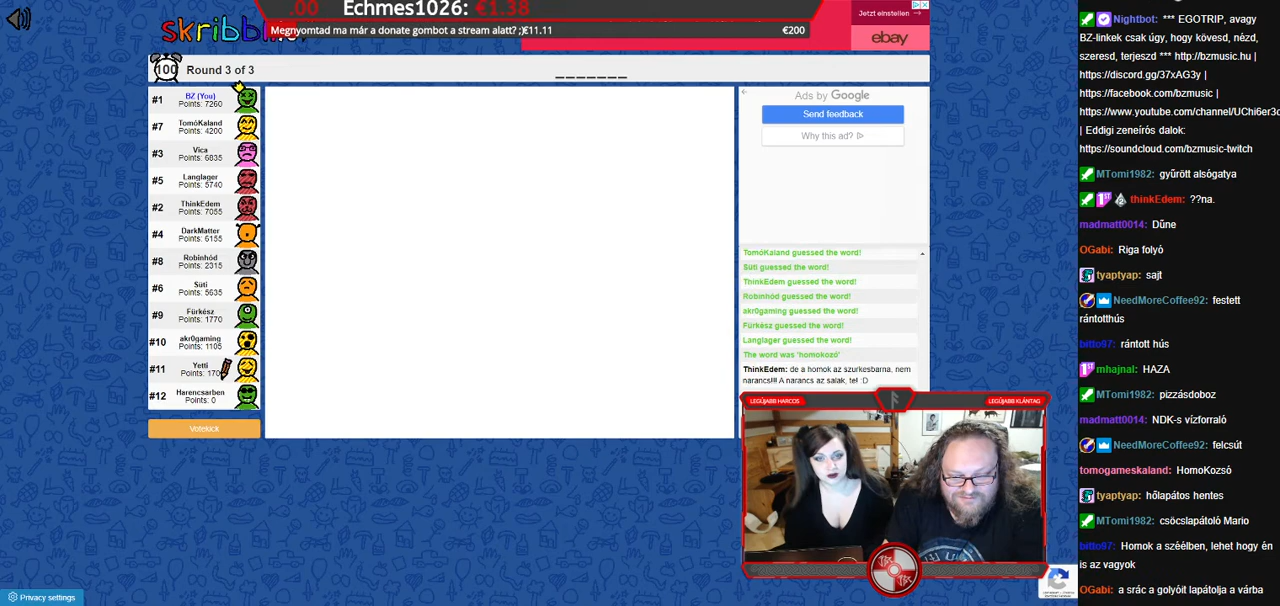 .00 Echmes1026: €1.38
Megnyomtad ma már a donate gombot a stream alatt? ;)€11.11 €200
Jetzt einstellen →
ebay
skribbl
100 Round 3 of 3 _______
#1 BZ (You)
Points: 7260
#7 TomóKaland
Points: 4200
#3 Vica
Points: 6835
#5 Langlager
Points: 5740
#2 ThinkEdem
Points: 7055
#4 DarkMatter
Points: 6155
#8 Robinhód
Points: 2315
#6 Süti
Points: 5635
#9 Fürkész
Points: 1770
#10 akr0gaming
Points: 1105
#11 Yetti
Points: 170
#12 Harencsarben
Points: 0
Votekick
Ads by Google
Send feedback
Why this ad?
TomóKaland guessed the word!
Süti guessed the word!
ThinkEdem guessed the word!
Robinhód guessed the word!
akr0gaming guessed the word!
Fürkész guessed the word!
Langlager guessed the word!
The word was 'homokozó'
ThinkEdem: de a homok az szurkesbarna, nem
narancs!!! A narancs az salak, te! :D
LEGÚJABB HARCOS
LEGÚJABB KLÁNTAG
Nightbot: *** EGOTRIP, avagy
BZ-linkek csak úgy, hogy kövesd, nézd,
szeresd, terjeszd *** http://bzmusic.hu |
https://discord.gg/37xAG3y |
https://facebook.com/bzmusic |
https://www.youtube.com/channel/UChi6er3c
| Eddigi zeneírós dalok:
https://soundcloud.com/bzmusic-twitch
MTomi1982: gyűrött alsógatya
thinkEdem: ??na.
madmatt0014: Dűne
OGabi: Riga folyó
tyaptyap: sajt
NeedMoreCoffee92: festett
rántotthús
bitto97: rántott hús
mhajnal: HAZA
MTomi1982: pizzásdoboz
madmatt0014: NDK-s vízforraló
NeedMoreCoffee92: felcsút
tomogameskaland: HomoKozsó
tyaptyap: hólapátos hentes
MTomi1982: csöcslapátoló Mario
bitto97: Homok a széélben, lehet hogy én
is az vagyok
OGabi: a srác a golyóit lapátolja a várba
Privacy settings